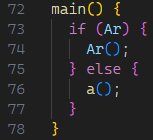 72 main() {
73   if (Ar) {
74     Ar();
75   } else {
76     a();
77   }
78 }